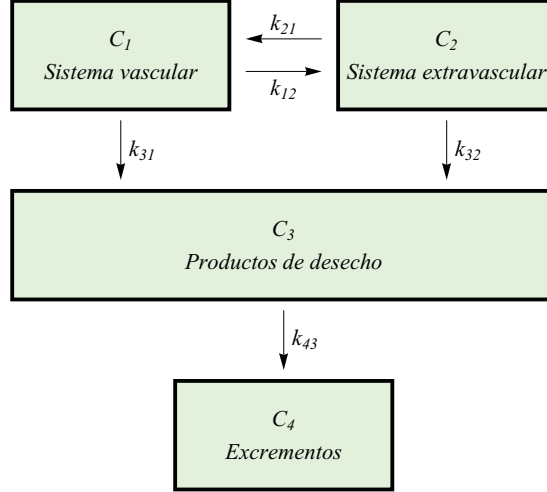 C1
Sistema vascular
k21
k12
C2
Sistema extravascular
k31
k32
C3
Productos de desecho
k43
C4
Excrementos